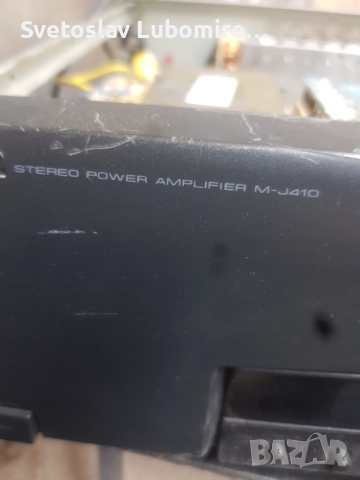 Svetoslav Lubomiro...
STEREO POWER AMPLIFIER M-J410
BAZAR